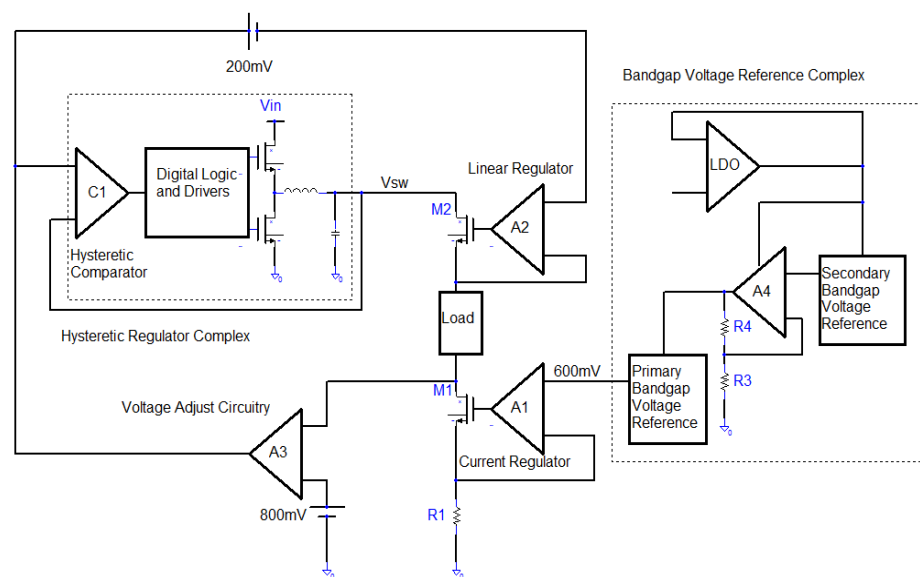 200mV
Bandgap Voltage Reference Complex
Vin
LDO
C1
Digital Logic
and Drivers
Vsw
Linear Regulator
M2
A2
Hysteretic
Comparator
A4
Secondary
Bandgap
Voltage
Reference
Load
R4
Hysteretic Regulator Complex
600mV
Primary
Bandgap
Voltage
Reference
R3
M1
A1
Voltage Adjust Circuitry
A3
Current Regulator
800mV
R1